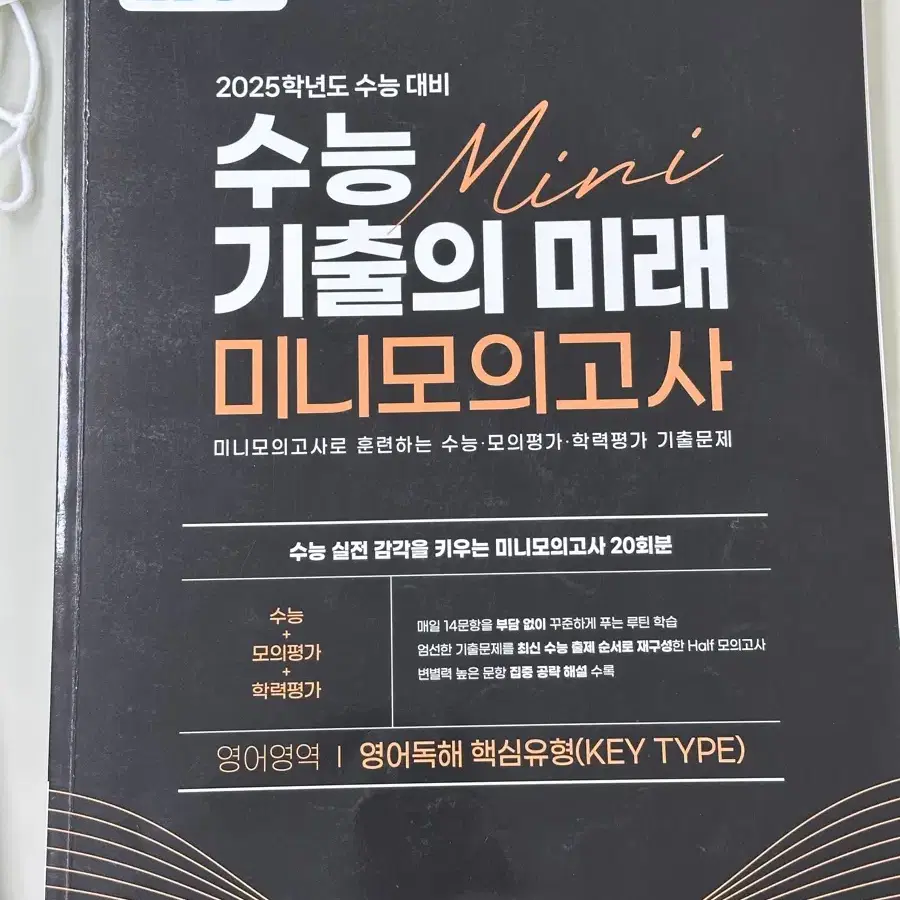 2025학년도 수능 대비
수능 Mini
기출의 미래
미니모의고사
미니모의고사로 훈련하는 수능·모의평가·학력평가 기출문제
수능 실전 감각을 키우는 미니모의고사 20회분
수능
+
모의평가
+
학력평가
매일 14문항을 부담 없이 꾸준하게 푸는 루틴 학습
엄선한 기출문제를 최신 수능 출제 순서로 재구성한 Half 모의고사
변별력 높은 문항 집중 공략 해설 수록
영어영역 | 영어독해 핵심유형(KEY TYPE)